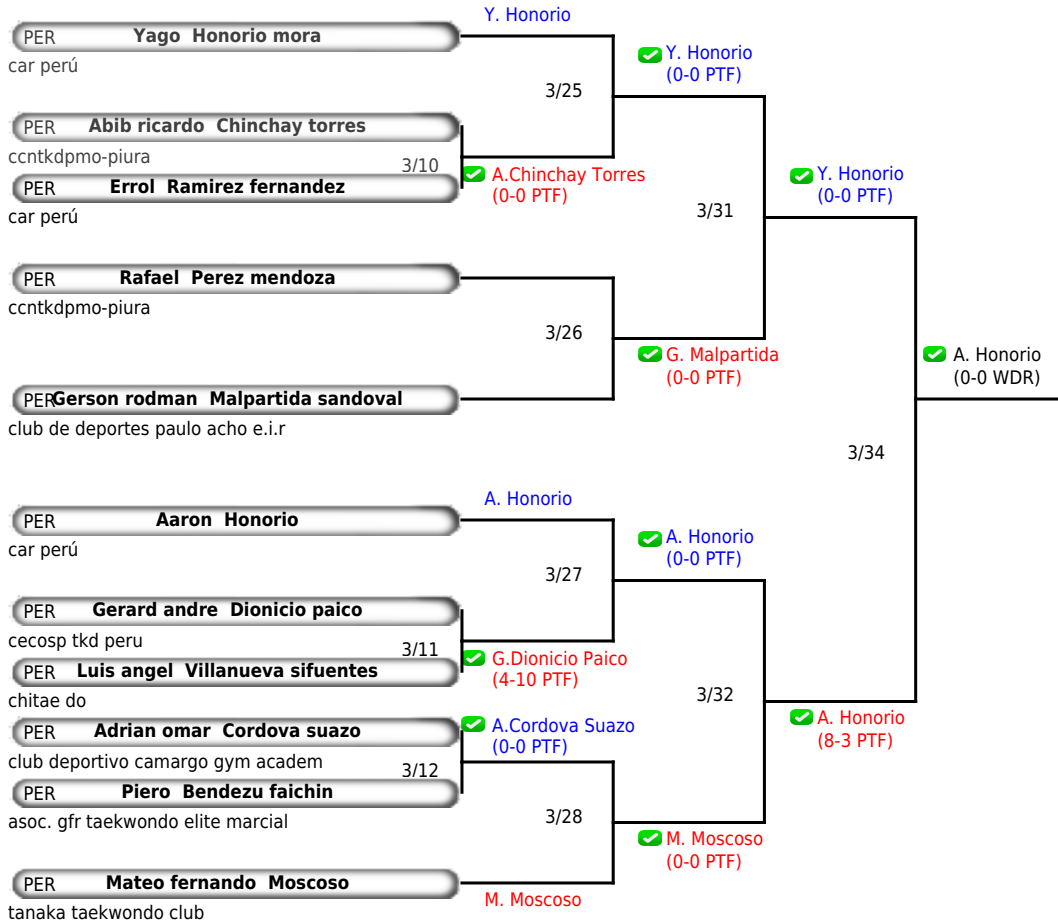 Y. Honorio
PER Yago Honorio mora
car perú
Y. Honorio
(0-0 PTF)
3/25
PER Abib ricardo Chinchay torres
ccntkdpmo-piura
3/10
A.Chinchay Torres
(0-0 PTF)
PER Errol Ramirez fernandez
car perú
Y. Honorio
(0-0 PTF)
3/31
PER Rafael Perez mendoza
ccntkdpmo-piura
3/26
G. Malpartida
(0-0 PTF)
A. Honorio
(0-0 WDR)
PER Gerson rodman Malpartida sandoval
club de deportes paulo acho e.i.r
3/34
A. Honorio
PER Aaron Honorio
car perú
A. Honorio
(0-0 PTF)
3/27
PER Gerard andre Dionicio paico
cecosp tkd peru
3/11
G.Dionicio Paico
(4-10 PTF)
PER Luis angel Villanueva sifuentes
chitae do
3/32
A. Honorio
(8-3 PTF)
PER Adrian omar Cordova suazo
A.Cordova Suazo
(0-0 PTF)
club deportivo camargo gym academ
3/12
PER Piero Bendezu faichin
asoc. gfr taekwondo elite marcial
3/28
M. Moscoso
(0-0 PTF)
PER Mateo fernando Moscoso
M. Moscoso
tanaka taekwondo club